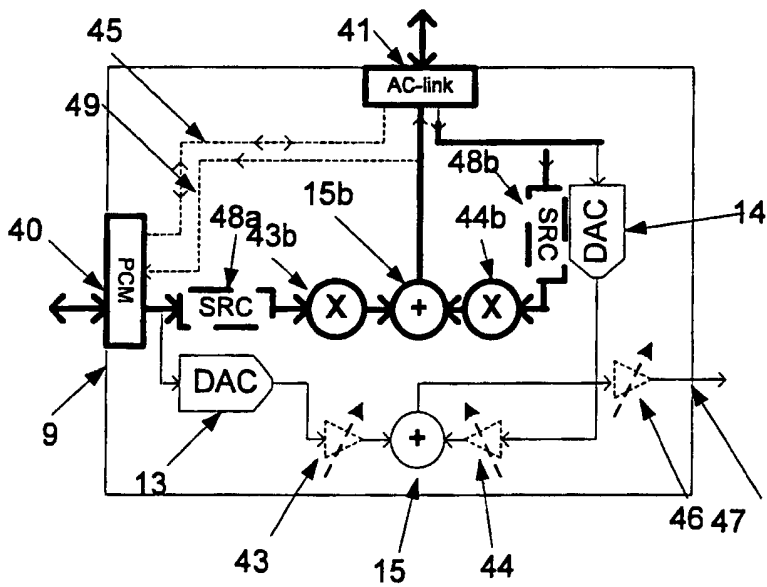 45
41
AC-link
49
48b
15b
44b
48a
43b
SRC
DAC
14
40
PCM
SRC
X
+
X
DAC
9
13
+
43
15
44
46
47